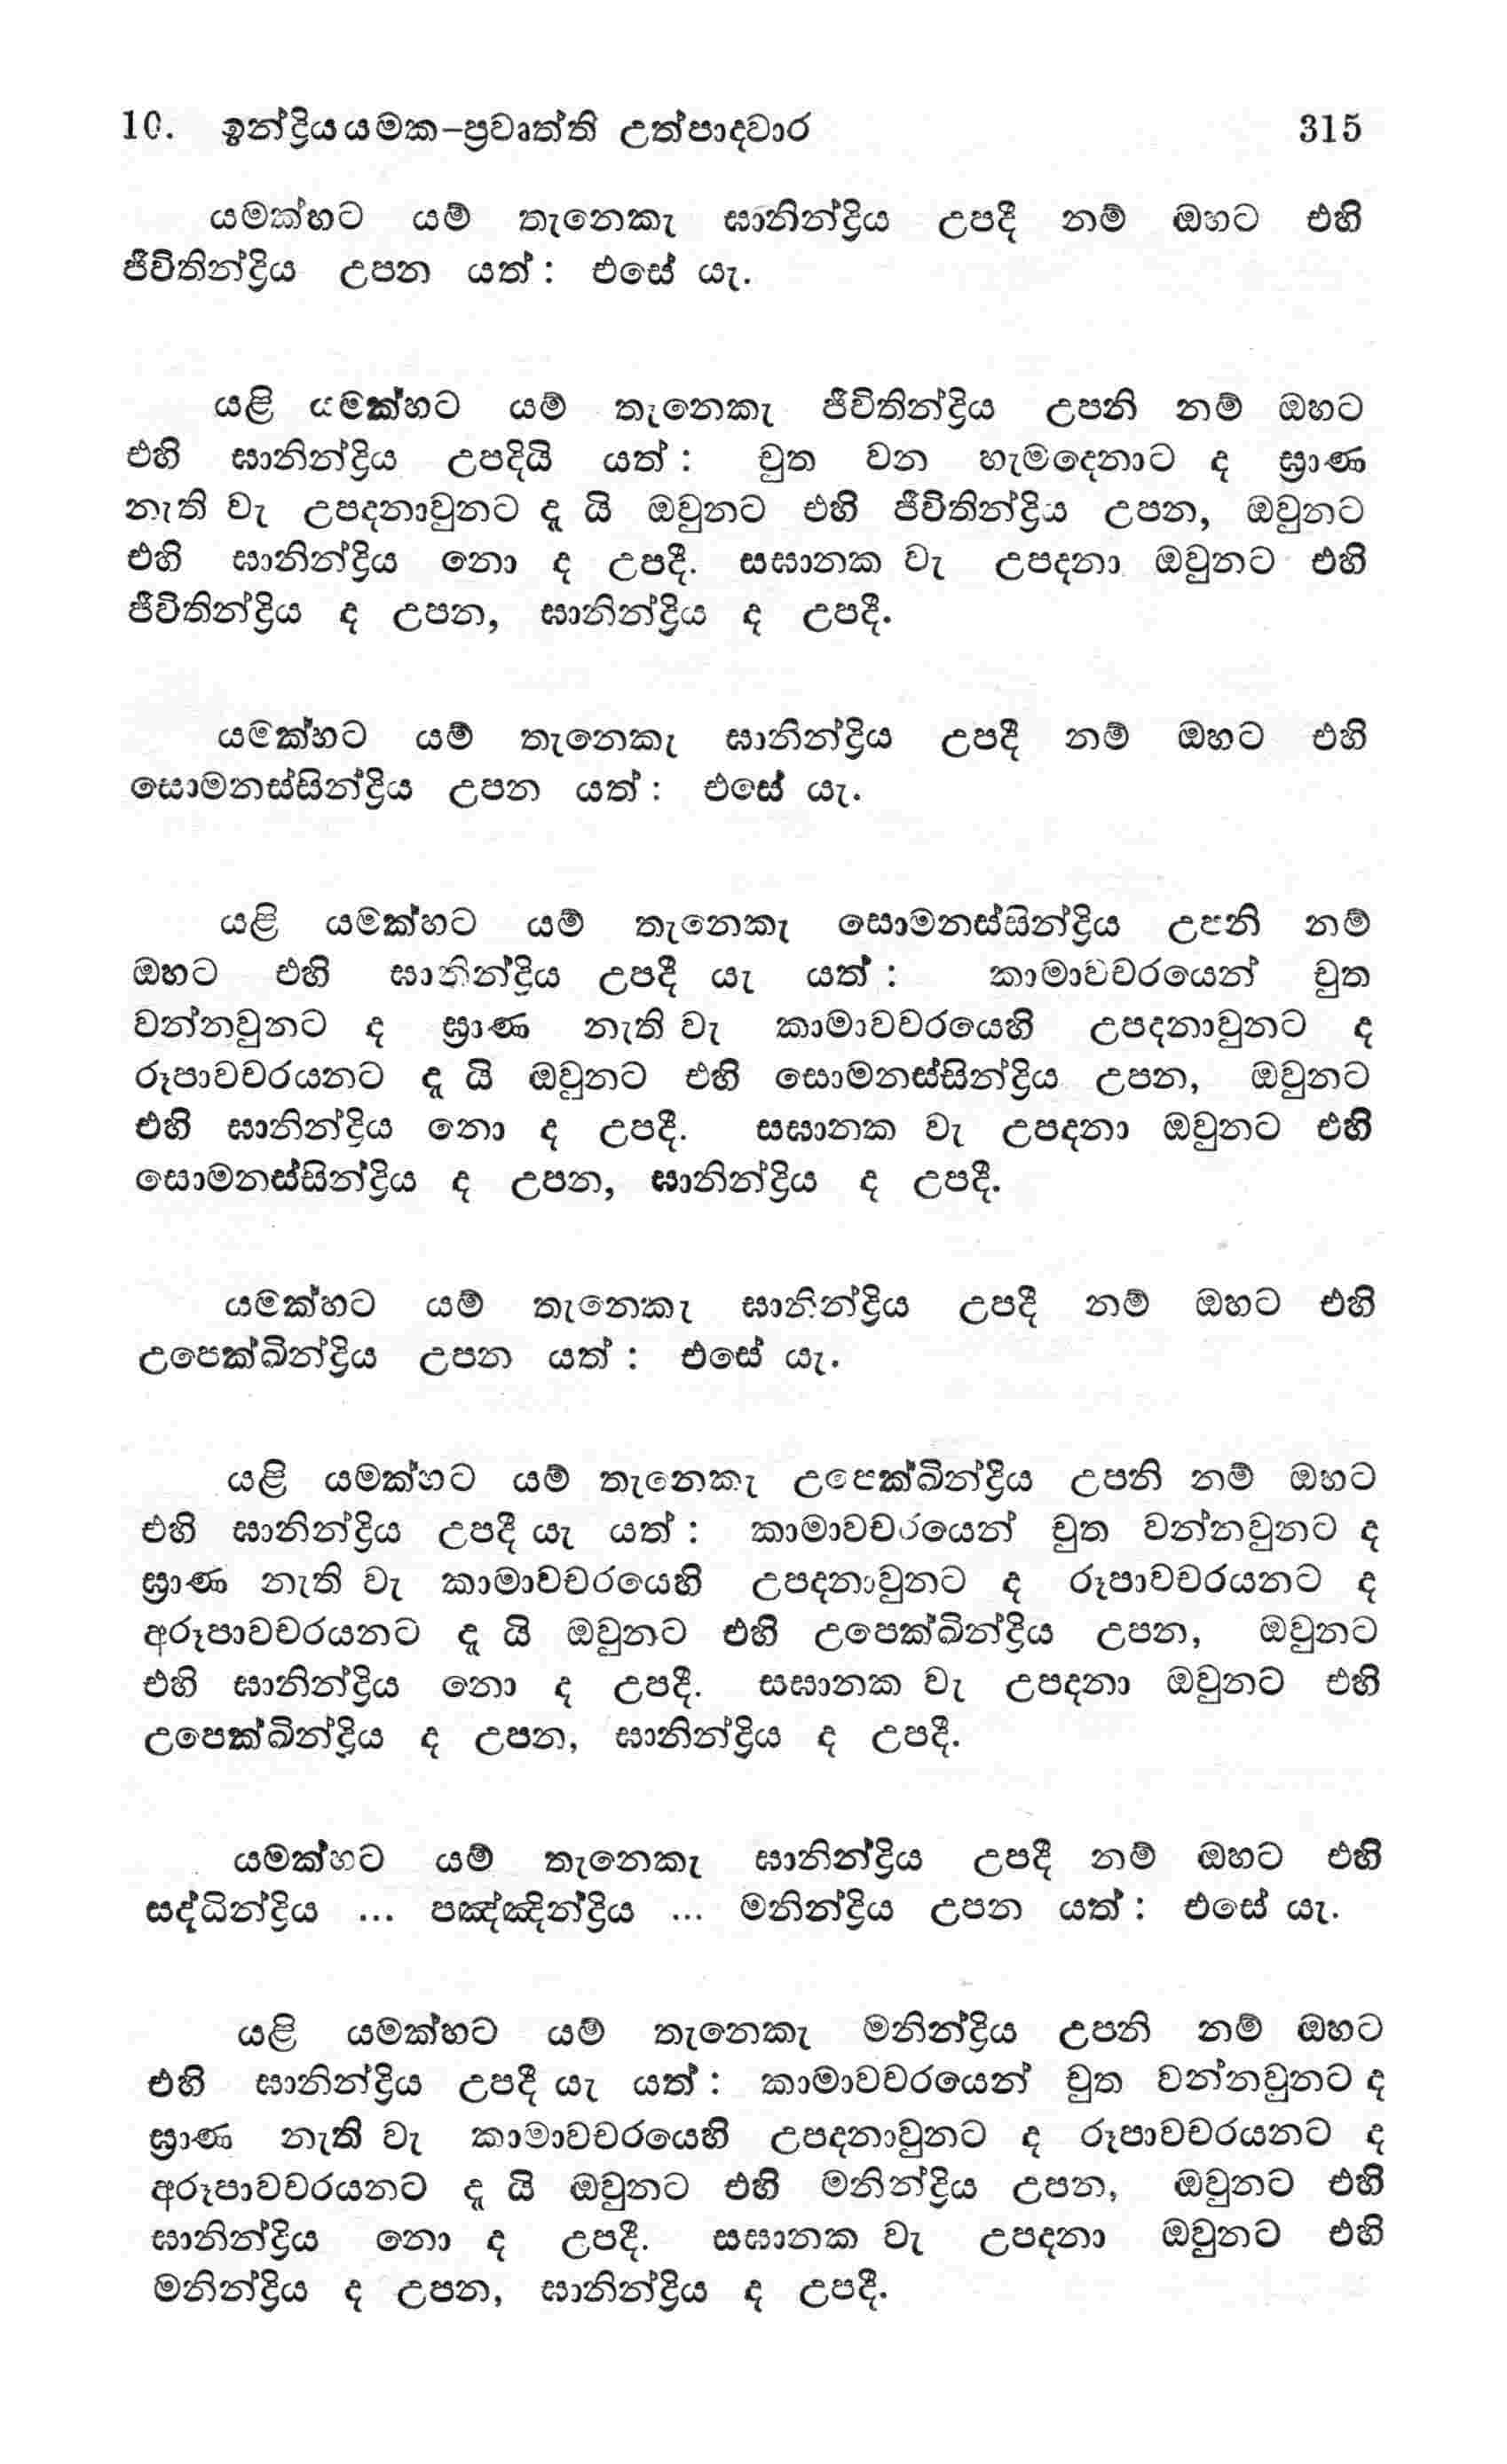 10. ඉන්ද්‍රියයමක-ප්‍රවෘත්ති උත්පාදවාර 315
යමක්හට යම් තැනෙකැ ඝානින්ද්‍රිය උපදී නම් ඔහට එහි
ජීවිතින්ද්‍රිය උපන යත්: එසේ යැ.
යළි යමක්හට යම් තැනෙකැ ජීවිතින්ද්‍රිය උපනි නම් ඔහට
එහි ඝානින්ද්‍රිය උපදියි යත්: චුත වන හැමදෙනාට ද ඝ්‍රාණ
නැති වැ උපදනාවුනට දූ යි ඔවුනට එහි ජීවිතින්ද්‍රිය උපන, ඔවුනට
එහි ඝානින්ද්‍රිය නො ද උපදී. සඝානක වැ උපදනා ඔවුනට එහි
ජීවිතින්ද්‍රිය ද උපන, ඝානින්ද්‍රිය ද උපදී.
යමක්හට යම් තැනෙකැ ඝානින්ද්‍රිය උපදී නම් ඔහට එහි
සොමනස්සින්ද්‍රිය උපන යත්: එසේ යැ.
යළි යමක්හට යම් තැනෙකැ සොමනස්සින්ද්‍රිය උපනි නම්
ඔහට එහි ඝානින්ද්‍රිය උපදී යැ යත්: කාමාවචරයෙන් චුත
වන්නවුනට ද ඝ්‍රාණ නැති වැ කාමාවචරයෙහි උපදනාවුනට ද
රූපාවචරයනට දූ යි ඔවුනට එහි සොමනස්සින්ද්‍රිය උපන, ඔවුනට
එහි ඝානින්ද්‍රිය නො ද උපදී. සඝානක වැ උපදනා ඔවුනට එහි
සොමනස්සින්ද්‍රිය ද උපන, ඝානින්ද්‍රිය ද උපදී.
යමක්හට යම් තැනෙකැ ඝානින්ද්‍රිය උපදී නම් ඔහට එහි
උපෙක්ඛින්ද්‍රිය උපන යත්: එසේ යැ.
යළි යමක්හට යම් තැනෙකැ උපෙක්ඛින්ද්‍රිය උපනි නම් ඔහට
එහි ඝානින්ද්‍රිය උපදී යැ යත්: කාමාවචරයෙන් චුත වන්නවුනට ද
ඝ්‍රාණ නැති වැ කාමාවචරයෙහි උපදනාවුනට ද රූපාවචරයනට ද
අරූපාවචරයනට දූ යි ඔවුනට එහි උපෙක්ඛින්ද්‍රිය උපන, ඔවුනට
එහි ඝානින්ද්‍රිය නො ද උපදී. සඝානක වැ උපදනා ඔවුනට එහි
උපෙක්ඛින්ද්‍රිය ද උපන, ඝානින්ද්‍රිය ද උපදී.
යමක්හට යම් තැනෙකැ ඝානින්ද්‍රිය උපදී නම් ඔහට එහි
සද්ධින්ද්‍රිය ... පඤ්ඤින්ද්‍රිය ... මනින්ද්‍රිය උපන යත්: එසේ යැ.
යළි යමක්හට යම් තැනෙකැ මනින්ද්‍රිය උපනි නම් ඔහට
එහි ඝානින්ද්‍රිය උපදී යැ යත්: කාමාවචරයෙන් චුත වන්නවුනට ද
ඝ්‍රාණ නැති වැ කාමාවචරයෙහි උපදනාවුනට ද රූපාවචරයනට ද
අරූපාවචරයනට දූ යි ඔවුනට එහි මනින්ද්‍රිය උපන, ඔවුනට එහි
ඝානින්ද්‍රිය නො ද උපදී. සඝානක වැ උපදනා ඔවුනට එහි
මනින්ද්‍රිය ද උපන, ඝානින්ද්‍රිය ද උපදී.